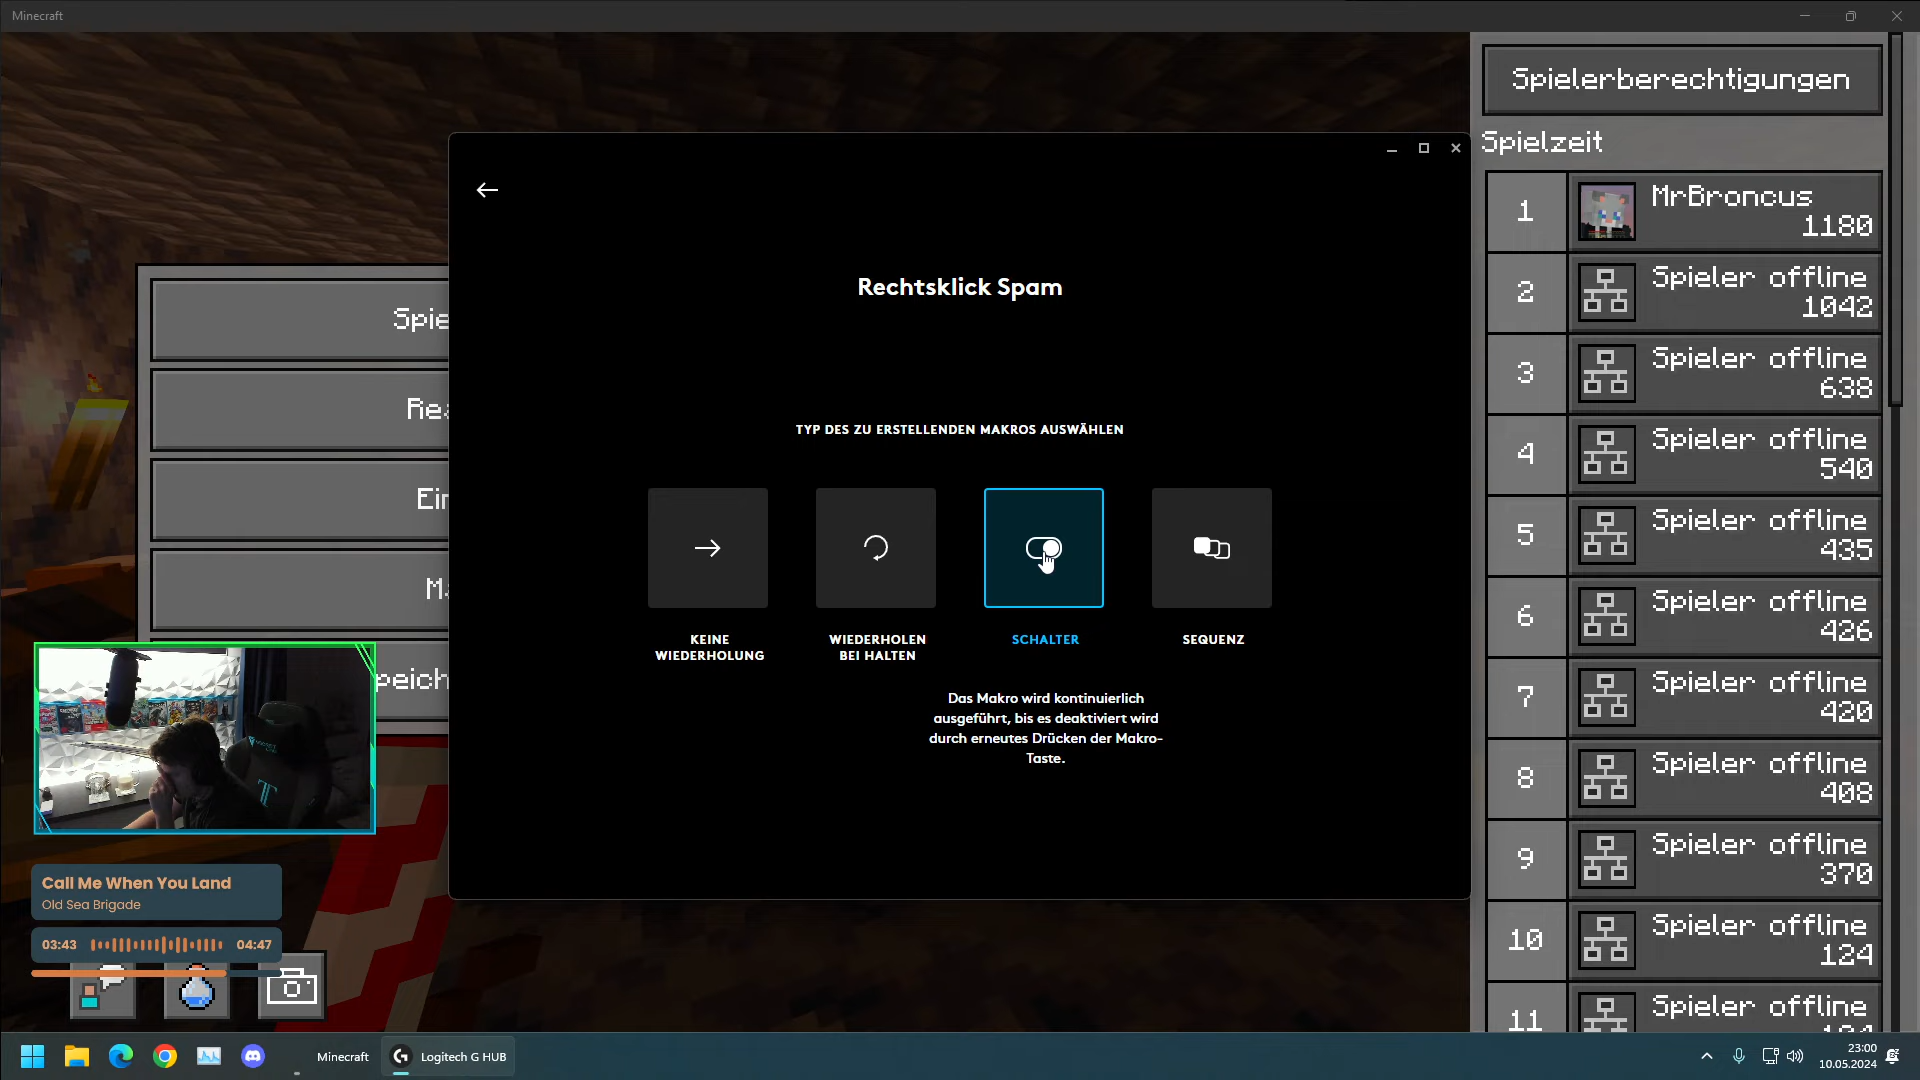 Minecraft
Spielerberechtigungen
Spielzeit
1
MrBroncus
1180
2
Spieler offline
1042
3
Spieler offline
638
4
Spieler offline
540
5
Spieler offline
435
6
Spieler offline
426
7
Spieler offline
420
8
Spieler offline
408
9
Spieler offline
370
10
Spieler offline
124
11
Spieler offline
Spie
Rea
Ein
peich
Rechtsklick Spam
TYP DES ZU ERSTELLENDEN MAKROS AUSWÄHLEN
KEINE
WIEDERHOLUNG
WIEDERHOLEN
BEI HALTEN
SCHALTER
SEQUENZ
Das Makro wird kontinuierlich
ausgeführt, bis es deaktiviert wird
durch erneutes Drücken der Makro-
Taste.
Call Me When You Land
Old Sea Brigade
03:43
04:47
Minecraft
Logitech G HUB
23:00
10.05.2024